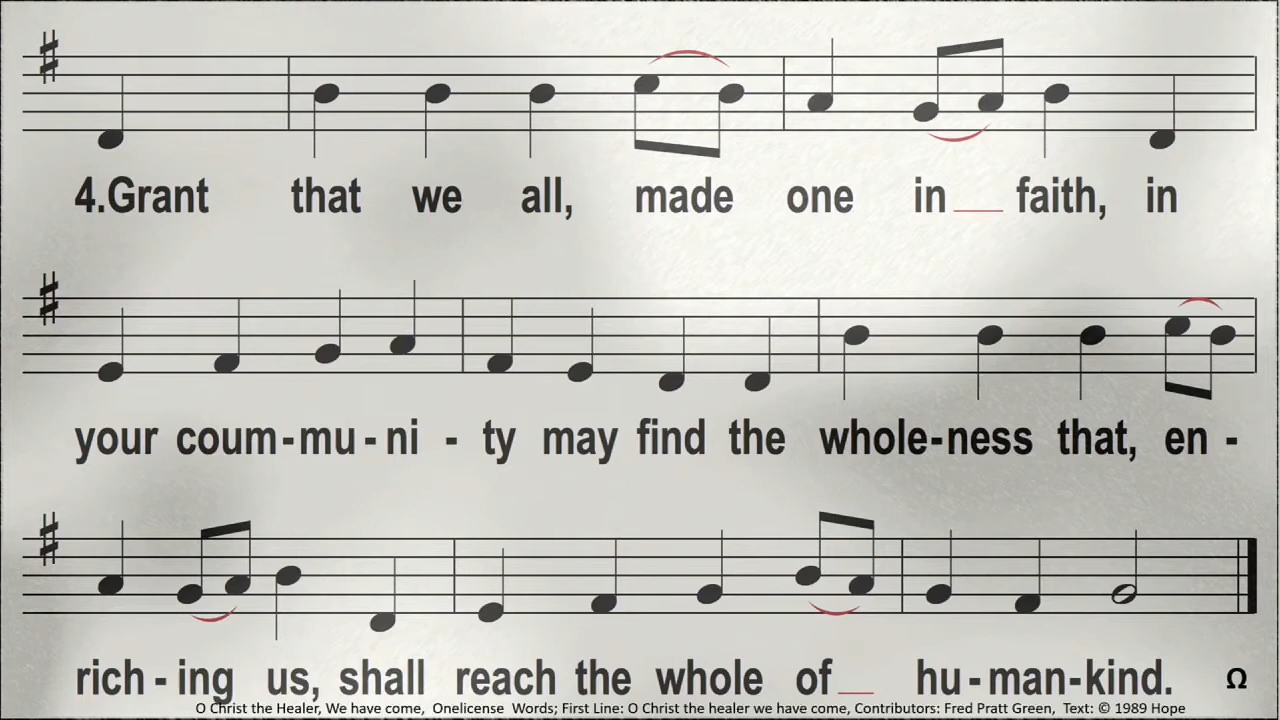 4.Grant that we all, made one in__ faith, in
your coum-mu-ni - ty may find the whole-ness that, en -
rich - ing us, shall reach the whole of__ hu-man-kind. Ω
O Christ the Healer, We have come, Onelicense Words; First Line: O Christ the healer we have come, Contributors: Fred Pratt Green, Text: © 1989 Hope